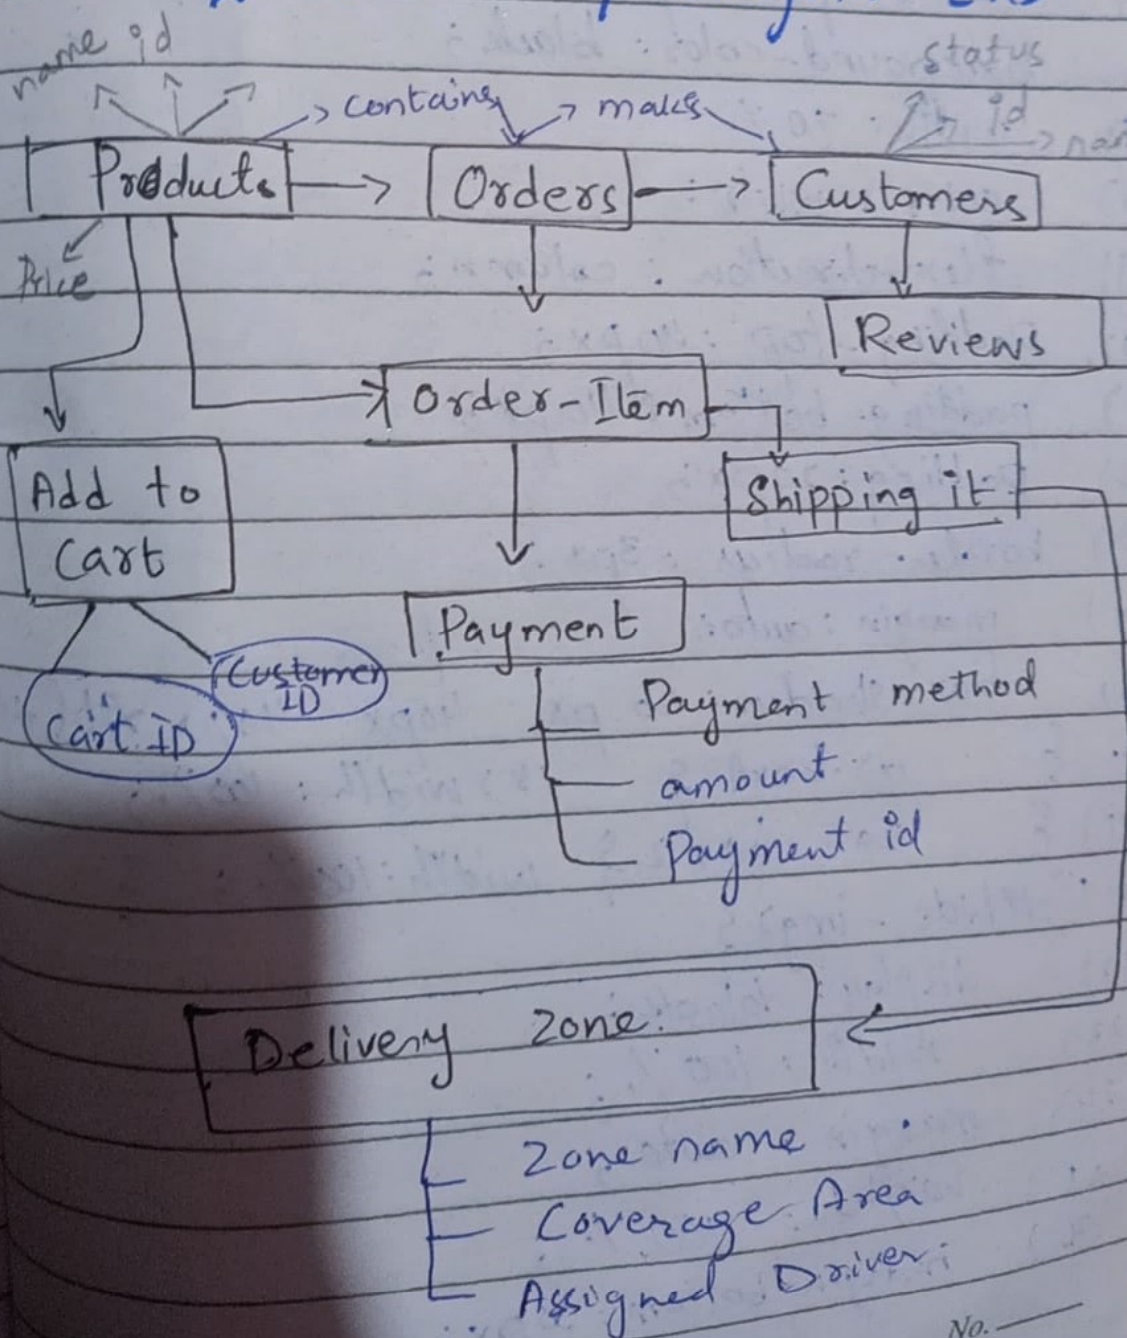 name id
status
contains
makes
id
Products
Orders
Customers
Price
Reviews
Order-Item
Add to
Cart
Shipping it
Payment
Customer
ID
Cart ID
Payment method
amount
Payment id
Delivery zone.
Zone name
Coverage Area
Assigned Driver
No.